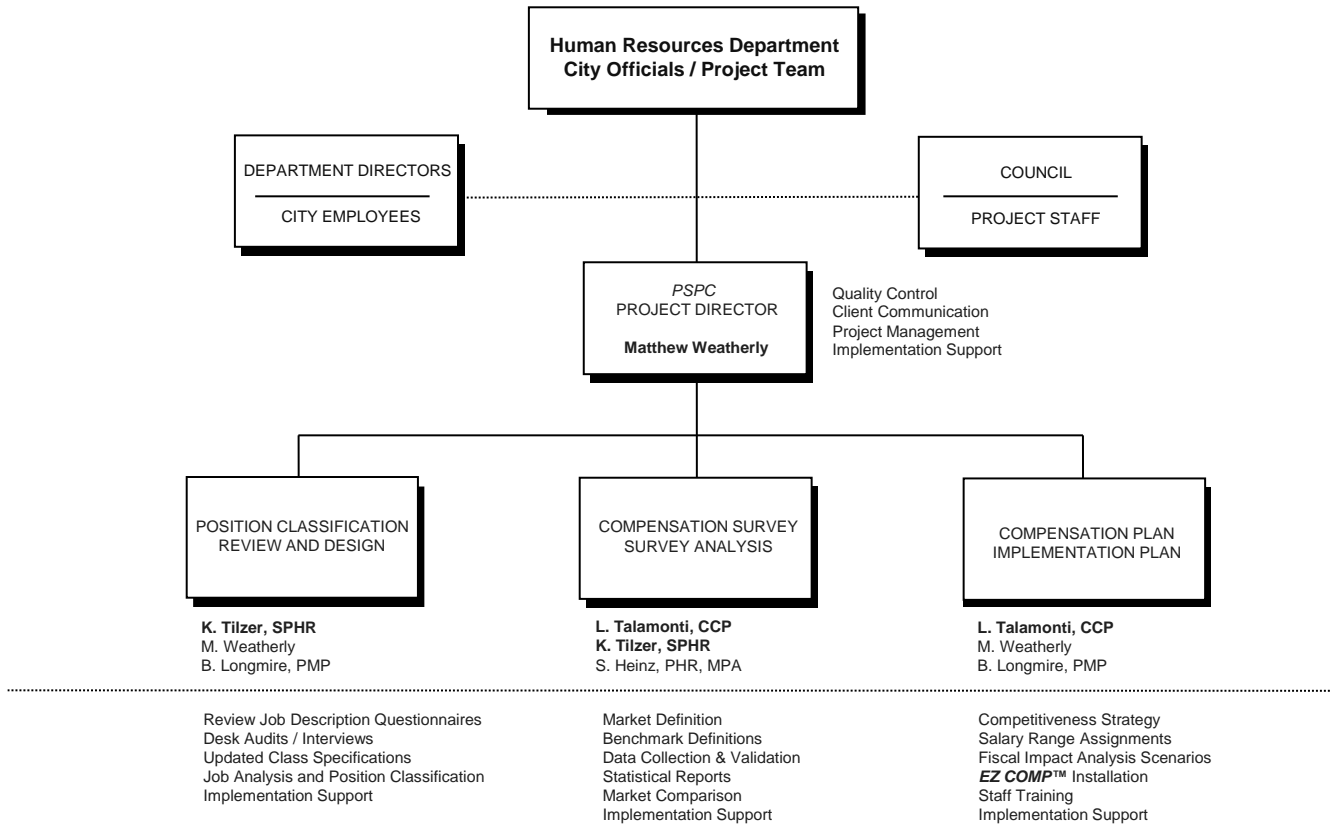 Human Resources Department
City Officials / Project Team
DEPARTMENT DIRECTORS
CITY EMPLOYEES
COUNCIL
PROJECT STAFF
PSPC
PROJECT DIRECTOR
Matthew Weatherly
Quality Control
Client Communication
Project Management
Implementation Support
POSITION CLASSIFICATION
REVIEW AND DESIGN
COMPENSATION SURVEY
SURVEY ANALYSIS
COMPENSATION PLAN
IMPLEMENTATION PLAN
K. Tilzer, SPHR
M. Weatherly
B. Longmire, PMP
L. Talamonti, CCP
K. Tilzer, SPHR
S. Heinz, PHR, MPA
L. Talamonti, CCP
M. Weatherly
B. Longmire, PMP
Review Job Description Questionnaires
Desk Audits / Interviews
Updated Class Specifications
Job Analysis and Position Classification
Implementation Support
Market Definition
Benchmark Definitions
Data Collection & Validation
Statistical Reports
Market Comparison
Implementation Support
Competitiveness Strategy
Salary Range Assignments
Fiscal Impact Analysis Scenarios
EZ COMP™ Installation
Staff Training
Implementation Support